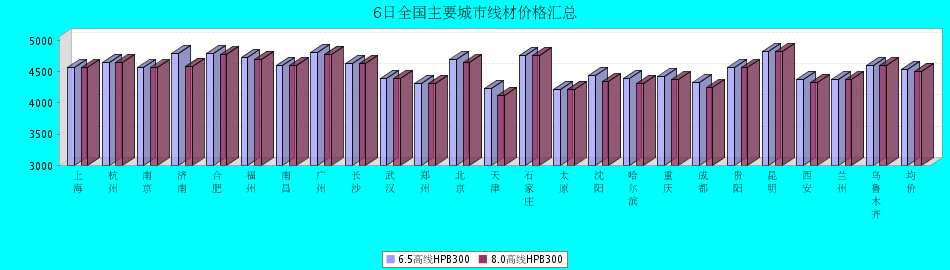 6日全国主要城市线材价格汇总
5000
4500
4000
3500
3000
上海 杭州 南京 济南 合肥 福州 南昌 广州 长沙 武汉 郑州 北京 天津 石家庄 太原 沈阳 哈尔滨 重庆 成都 贵阳 昆明 西安 兰州 乌鲁木齐 均价
6.5高线HPB300 8.0高线HPB300